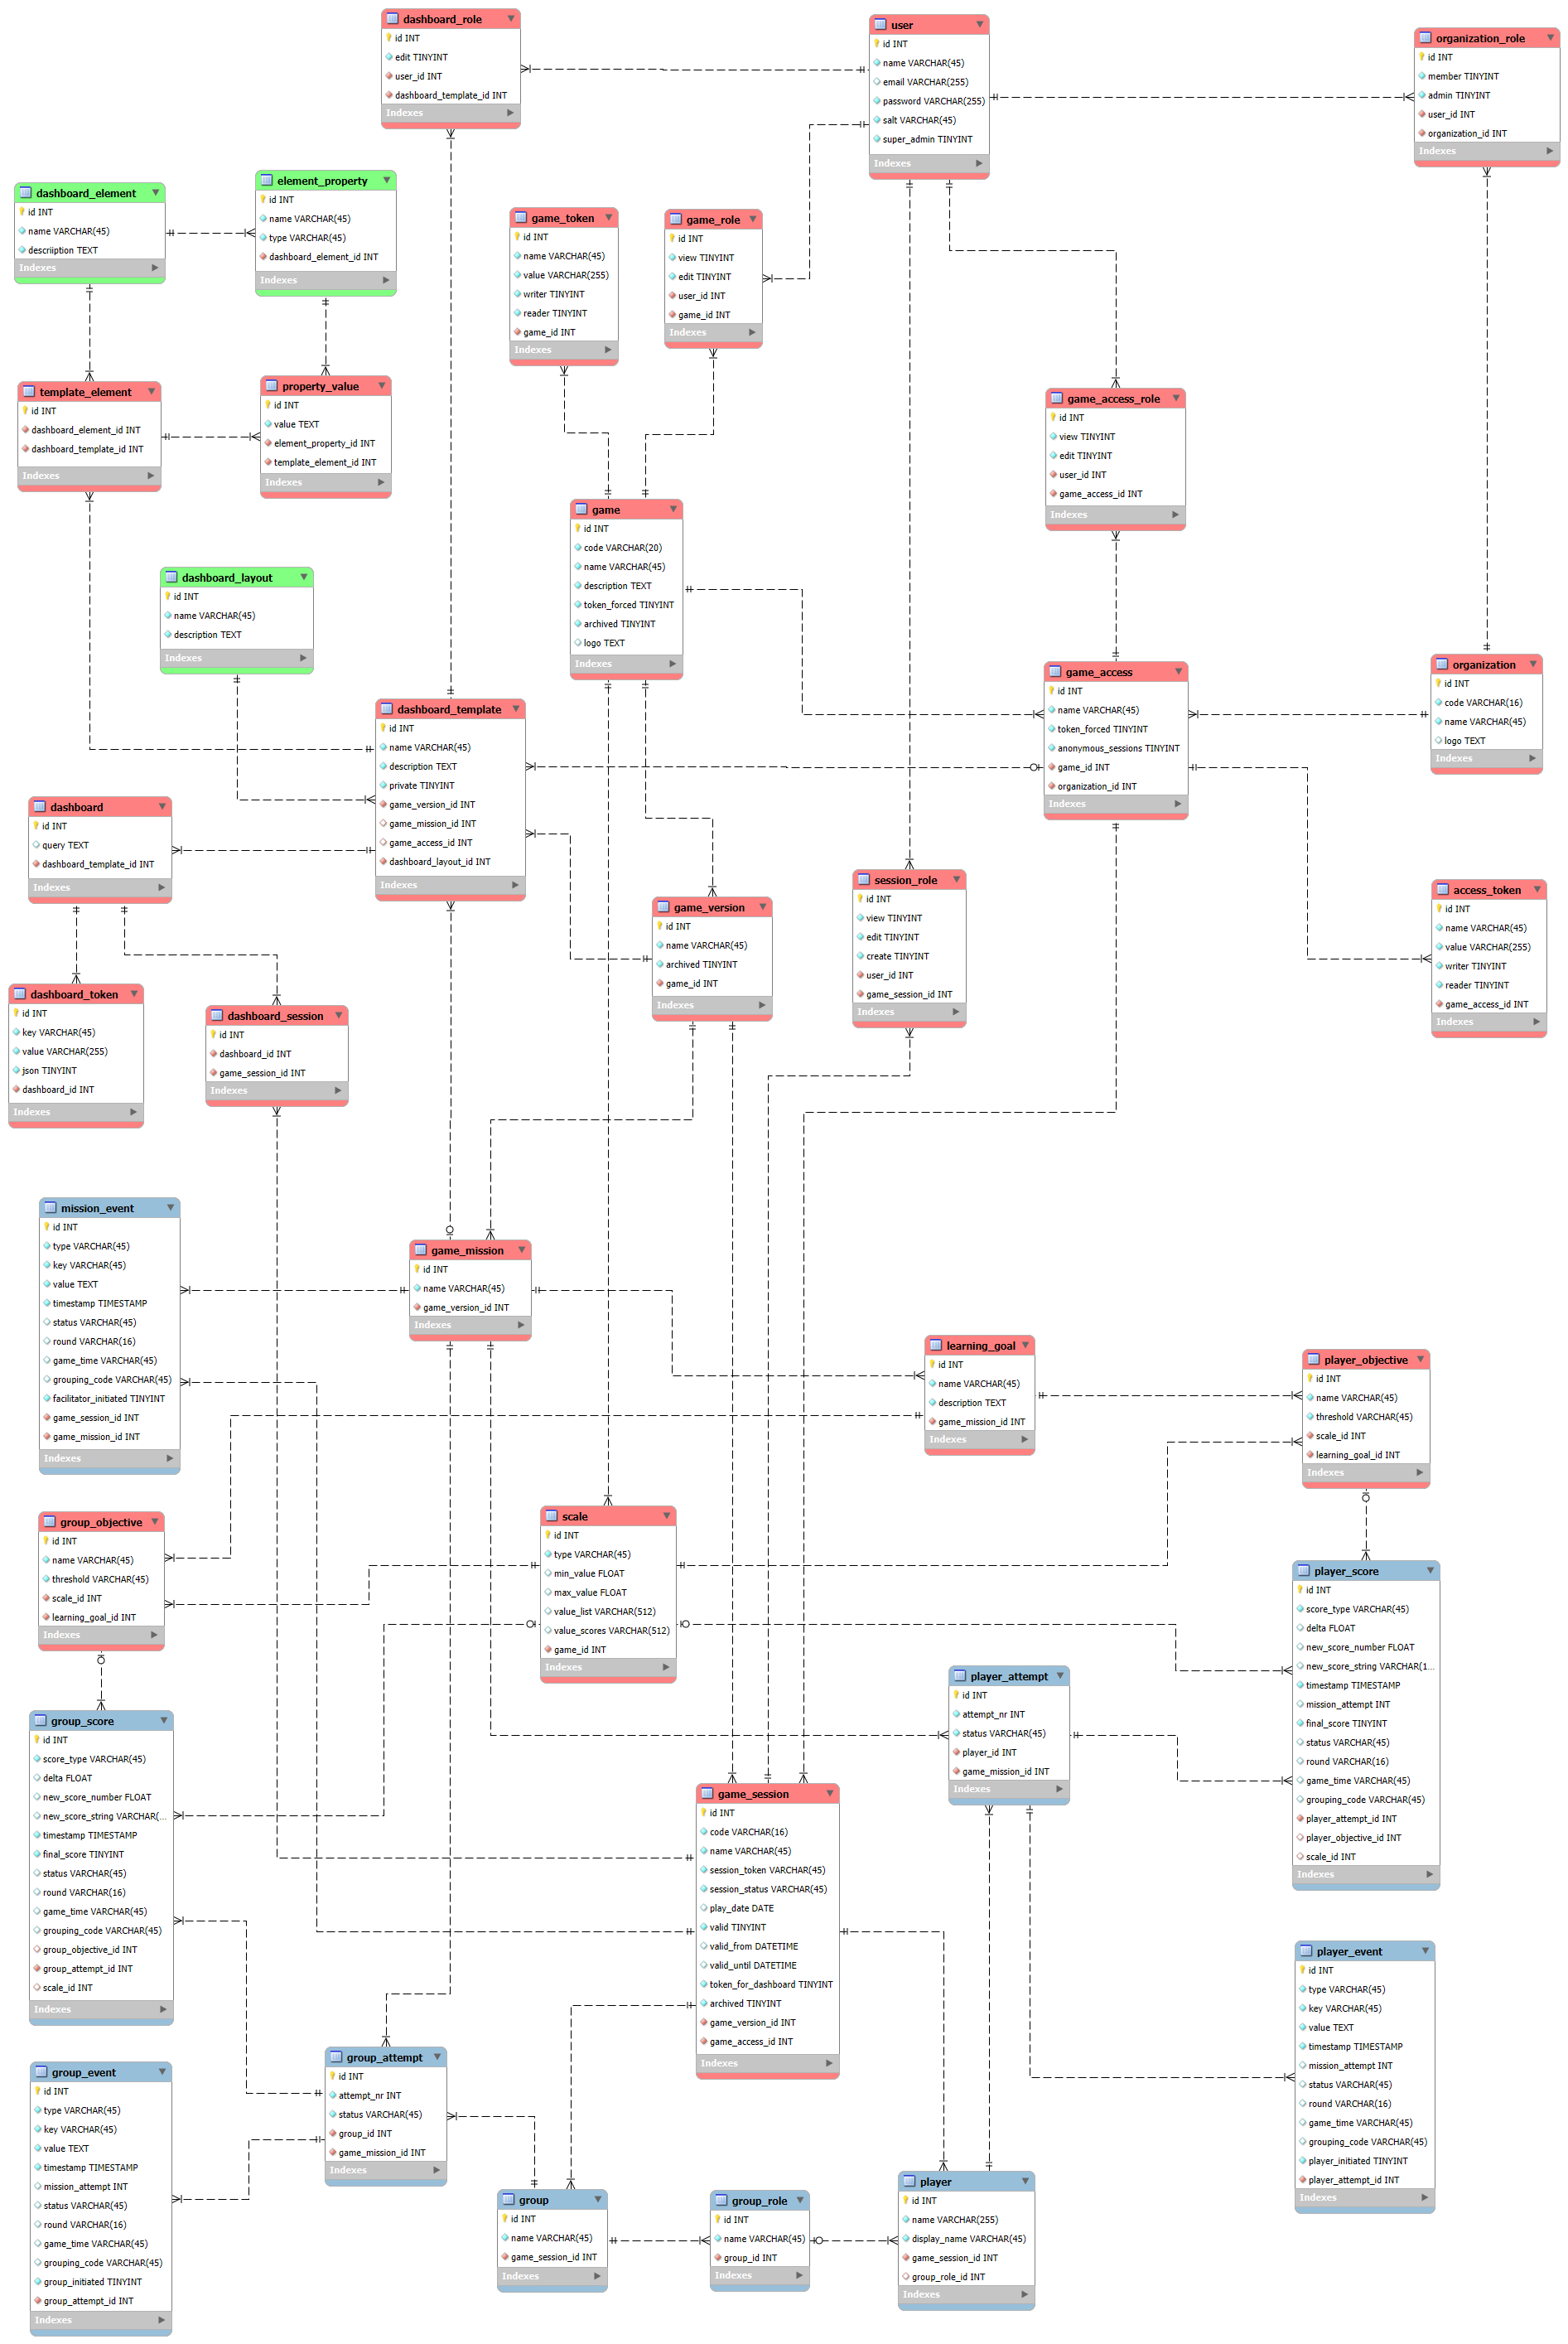 dashboard_role
id INT
edit TINYINT
user_id INT
dashboard_template_id INT
Indexes
user
id INT
name VARCHAR(45)
email VARCHAR(255)
password VARCHAR(255)
salt VARCHAR(45)
super_admin TINYINT
Indexes
organization_role
id INT
member TINYINT
admin TINYINT
user_id INT
organization_id INT
Indexes
dashboard_element
id INT
name VARCHAR(45)
descriiption TEXT
Indexes
element_property
id INT
name VARCHAR(45)
type VARCHAR(45)
dashboard_element_id INT
Indexes
game_token
id INT
name VARCHAR(45)
value VARCHAR(255)
writer TINYINT
reader TINYINT
game_id INT
Indexes
game_role
id INT
view TINYINT
edit TINYINT
user_id INT
game_id INT
Indexes
template_element
id INT
dashboard_element_id INT
dashboard_template_id INT
Indexes
property_value
id INT
value TEXT
element_property_id INT
template_element_id INT
Indexes
game_access_role
id INT
view TINYINT
edit TINYINT
user_id INT
game_access_id INT
Indexes
game
id INT
code VARCHAR(20)
name VARCHAR(45)
description TEXT
token_forced TINYINT
archived TINYINT
logo TEXT
Indexes
dashboard_layout
id INT
name VARCHAR(45)
description TEXT
Indexes
dashboard_template
id INT
name VARCHAR(45)
description TEXT
private TINYINT
game_version_id INT
game_mission_id INT
game_access_id INT
dashboard_layout_id INT
Indexes
game_access
id INT
name VARCHAR(45)
token_forced TINYINT
anonymous_sessions TINYINT
game_id INT
organization_id INT
Indexes
organization
id INT
code VARCHAR(16)
name VARCHAR(45)
logo TEXT
Indexes
dashboard
id INT
query TEXT
dashboard_template_id INT
Indexes
game_version
id INT
name VARCHAR(45)
archived TINYINT
game_id INT
Indexes
session_role
id INT
view TINYINT
edit TINYINT
create TINYINT
user_id INT
game_session_id INT
Indexes
access_token
id INT
name VARCHAR(45)
value VARCHAR(255)
writer TINYINT
reader TINYINT
game_access_id INT
Indexes
dashboard_token
id INT
key VARCHAR(45)
value VARCHAR(255)
json TINYINT
dashboard_id INT
Indexes
dashboard_session
id INT
dashboard_id INT
game_session_id INT
Indexes
mission_event
id INT
type VARCHAR(45)
key VARCHAR(45)
value TEXT
timestamp TIMESTAMP
status VARCHAR(45)
round VARCHAR(16)
game_time VARCHAR(45)
grouping_code VARCHAR(45)
facilitator_initiated TINYINT
game_session_id INT
game_mission_id INT
Indexes
game_mission
id INT
name VARCHAR(45)
game_version_id INT
Indexes
learning_goal
id INT
name VARCHAR(45)
description TEXT
game_mission_id INT
Indexes
player_objective
id INT
name VARCHAR(45)
threshold VARCHAR(45)
scale_id INT
learning_goal_id INT
Indexes
group_objective
id INT
name VARCHAR(45)
threshold VARCHAR(45)
scale_id INT
learning_goal_id INT
Indexes
scale
id INT
type VARCHAR(45)
min_value FLOAT
max_value FLOAT
value_list VARCHAR(512)
value_scores VARCHAR(512)
game_id INT
Indexes
player_score
id INT
score_type VARCHAR(45)
delta FLOAT
new_score_number FLOAT
new_score_string VARCHAR(1...
timestamp TIMESTAMP
mission_attempt INT
final_score TINYINT
status VARCHAR(45)
round VARCHAR(16)
game_time VARCHAR(45)
grouping_code VARCHAR(45)
player_attempt_id INT
player_objective_id INT
scale_id INT
Indexes
player_attempt
id INT
attempt_nr INT
status VARCHAR(45)
player_id INT
game_mission_id INT
Indexes
group_score
id INT
score_type VARCHAR(45)
delta FLOAT
new_score_number FLOAT
new_score_string VARCHAR(...
timestamp TIMESTAMP
final_score TINYINT
status VARCHAR(45)
round VARCHAR(16)
game_time VARCHAR(45)
grouping_code VARCHAR(45)
group_objective_id INT
group_attempt_id INT
scale_id INT
Indexes
game_session
id INT
code VARCHAR(16)
name VARCHAR(45)
session_token VARCHAR(45)
session_status VARCHAR(45)
play_date DATE
valid TINYINT
valid_from DATETIME
valid_until DATETIME
token_for_dashboard TINYINT
archived TINYINT
game_version_id INT
game_access_id INT
Indexes
player_event
id INT
type VARCHAR(45)
key VARCHAR(45)
value TEXT
timestamp TIMESTAMP
mission_attempt INT
status VARCHAR(45)
round VARCHAR(16)
game_time VARCHAR(45)
grouping_code VARCHAR(45)
player_initiated TINYINT
player_attempt_id INT
Indexes
group_attempt
id INT
attempt_nr INT
status VARCHAR(45)
group_id INT
game_mission_id INT
Indexes
group_event
id INT
type VARCHAR(45)
key VARCHAR(45)
value TEXT
timestamp TIMESTAMP
mission_attempt INT
status VARCHAR(45)
round VARCHAR(16)
game_time VARCHAR(45)
grouping_code VARCHAR(45)
group_initiated TINYINT
group_attempt_id INT
Indexes
group
id INT
name VARCHAR(45)
game_session_id INT
Indexes
group_role
id INT
name VARCHAR(45)
group_id INT
Indexes
player
id INT
name VARCHAR(255)
display_name VARCHAR(45)
game_session_id INT
group_role_id INT
Indexes